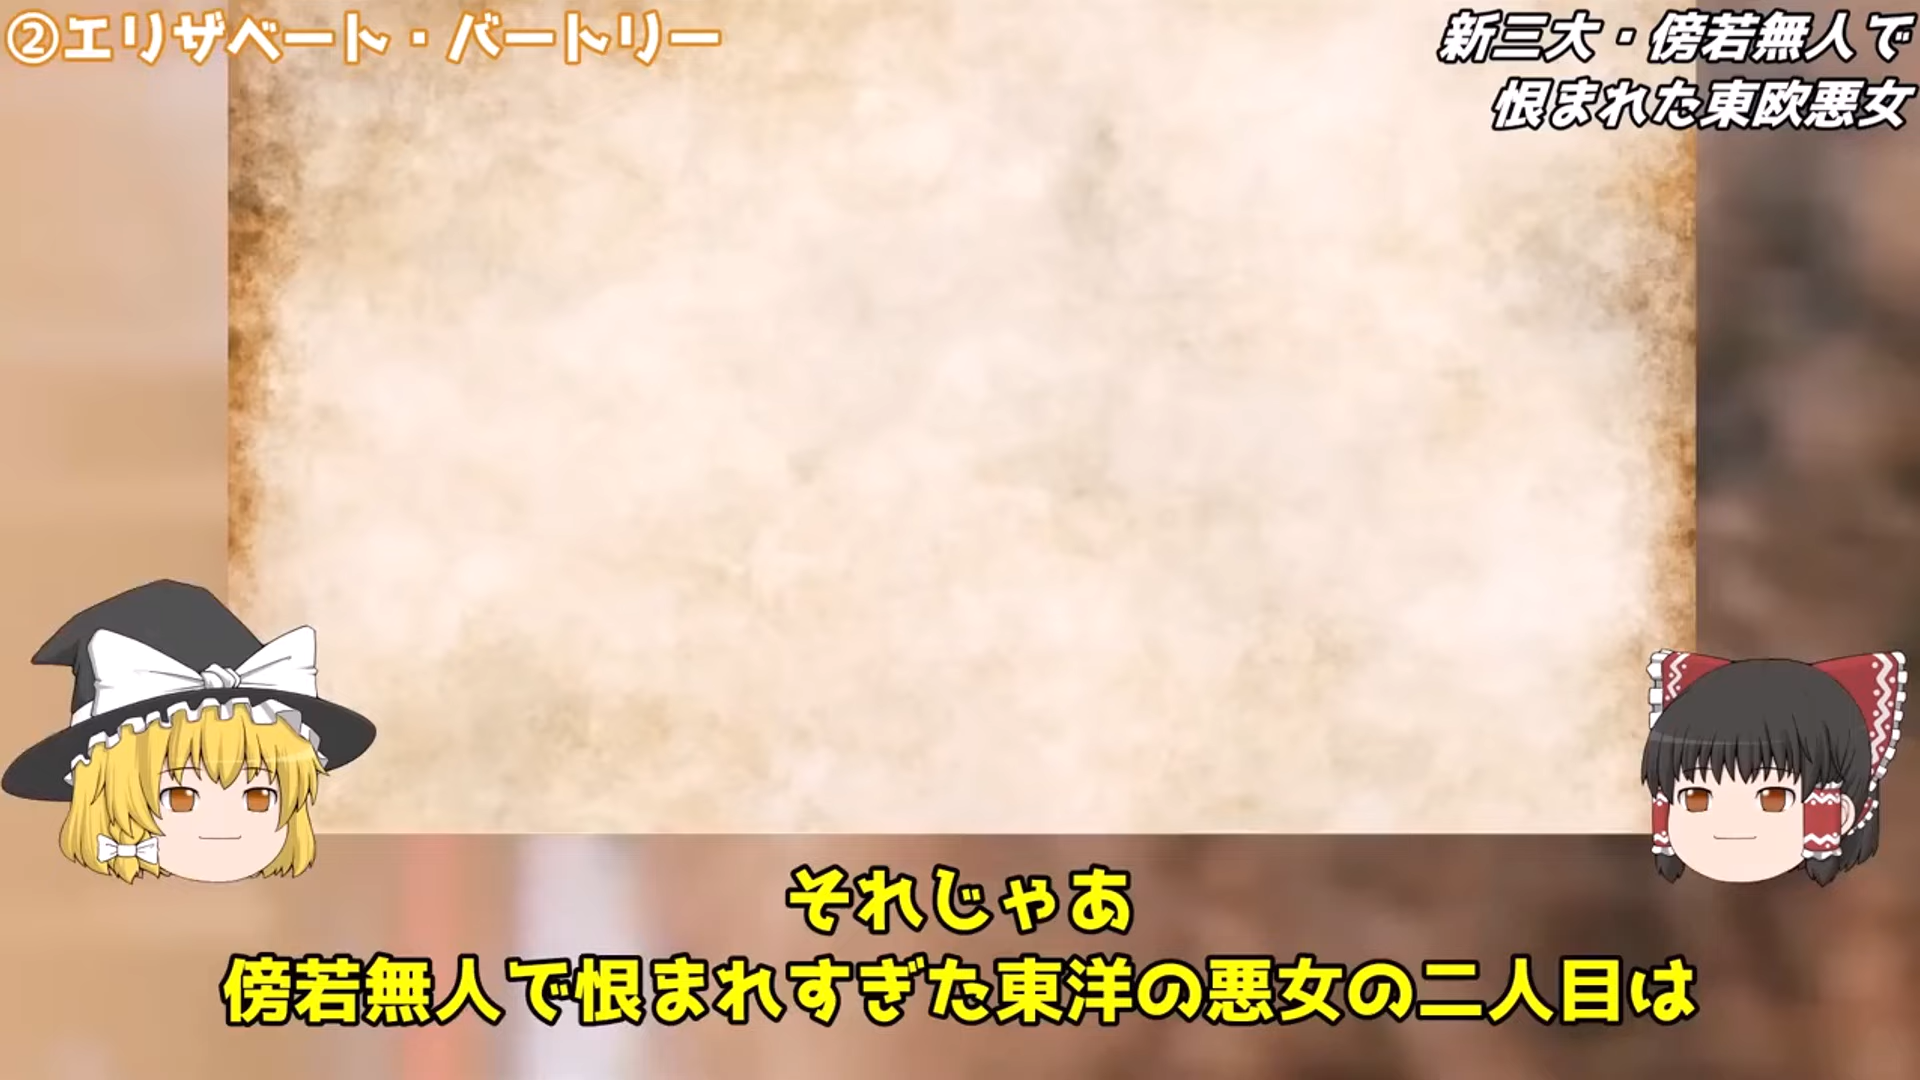 ②エリザベート・バートリー
新三大・傍若無人で
恨まれた東欧悪女
それじゃあ
傍若無人で恨まれすぎた東洋の悪女の二人目は